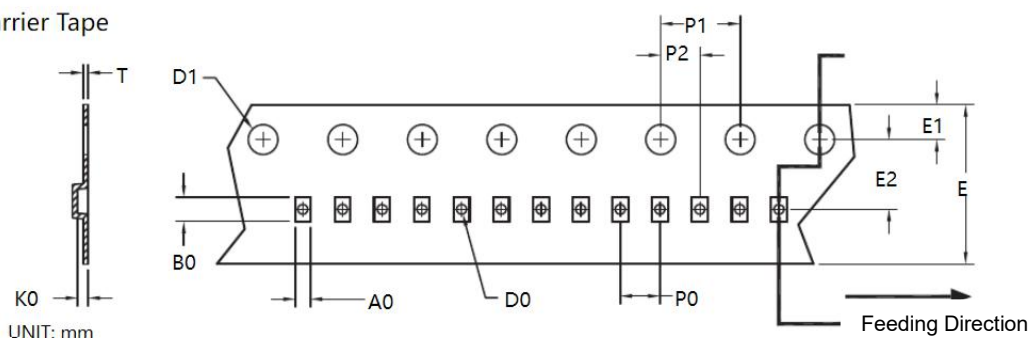 rrier Tape
P1
P2
T
D1
E1
E2
E
B0
K0
A0
D0
P0
UNIT: mm
Feeding Direction